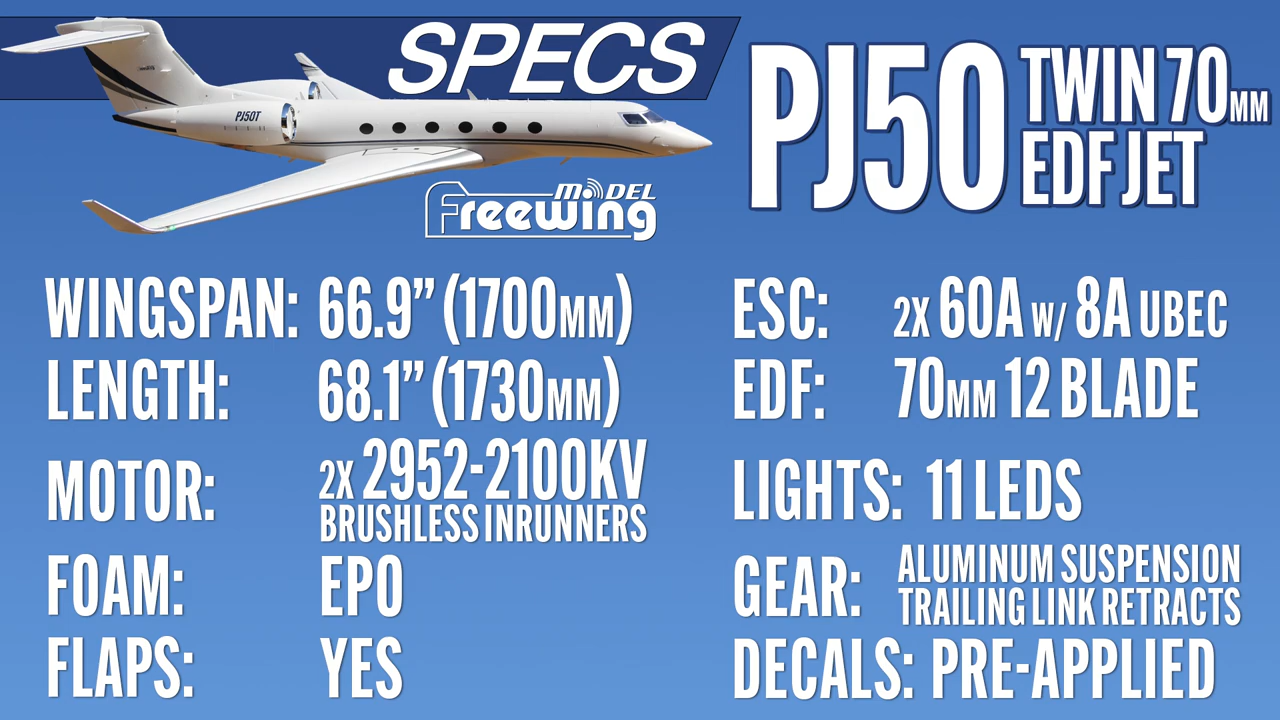 SPECS
PJ50T
MODEL
Freewing
PJ50
TWIN 70MM
EDF JET
WINGSPAN: 66.9” (1700MM)
LENGTH: 68.1” (1730MM)
MOTOR: 2X 2952-2100KV
BRUSHLESS INRUNNERS
FOAM: EPO
FLAPS: YES
ESC: 2X 60A W/ 8A UBEC
EDF: 70MM 12 BLADE
LIGHTS: 11 LEDS
GEAR: ALUMINUM SUSPENSION
TRAILING LINK RETRACTS
DECALS: PRE-APPLIED